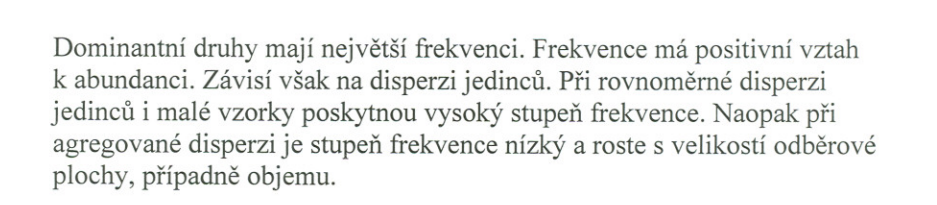 Dominantní druhy mají největší frekvenci. Frekvence má positivní vztah
k abundanci. Závisí však na disperzi jedinců. Při rovnoměrné disperzi
jedinců i malé vzorky poskytnou vysoký stupeň frekvence. Naopak při
agregované disperzi je stupeň frekvence nízký a roste s velikostí odběrové
plochy, případně objemu.